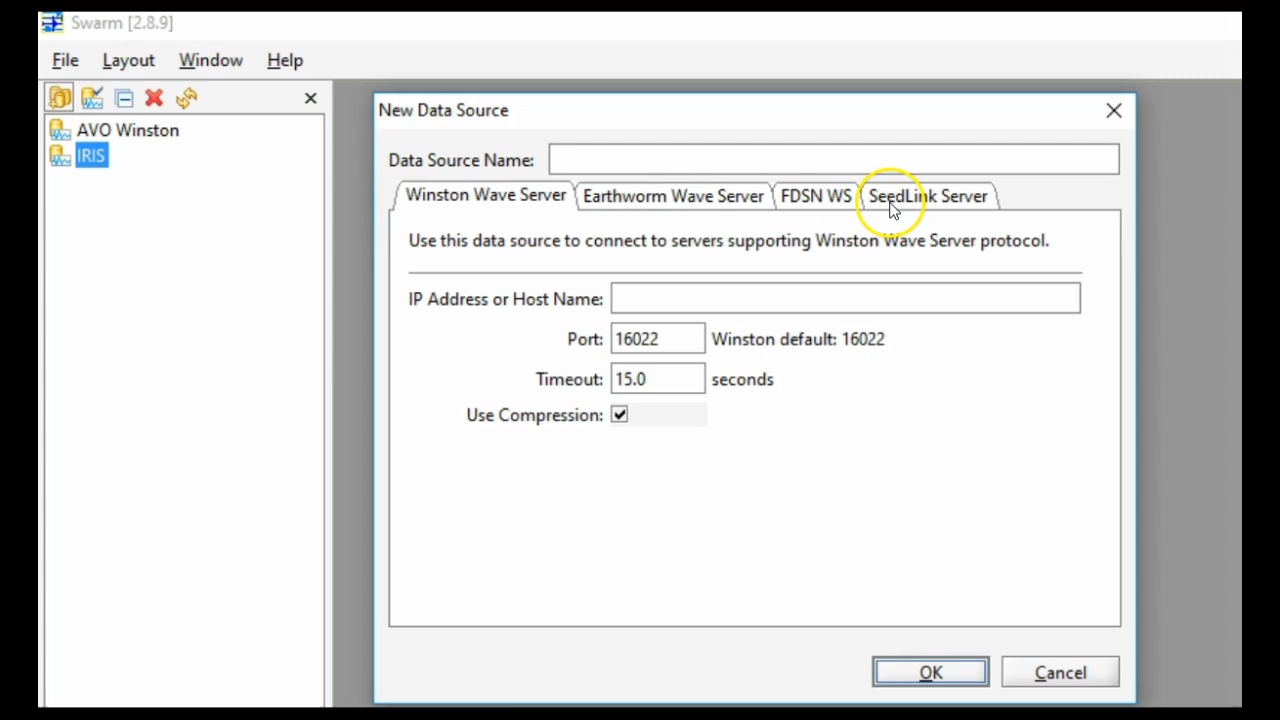 Swarm [2.8.9]
File Layout Window Help
AVO Winston
IRIS
New Data Source
Data Source Name:
Winston Wave Server Earthworm Wave Server FDSN WS SeedLink Server
Use this data source to connect to servers supporting Winston Wave Server protocol.
IP Address or Host Name:
Port: 16022 Winston default: 16022
Timeout: 15.0 seconds
Use Compression:
OK Cancel